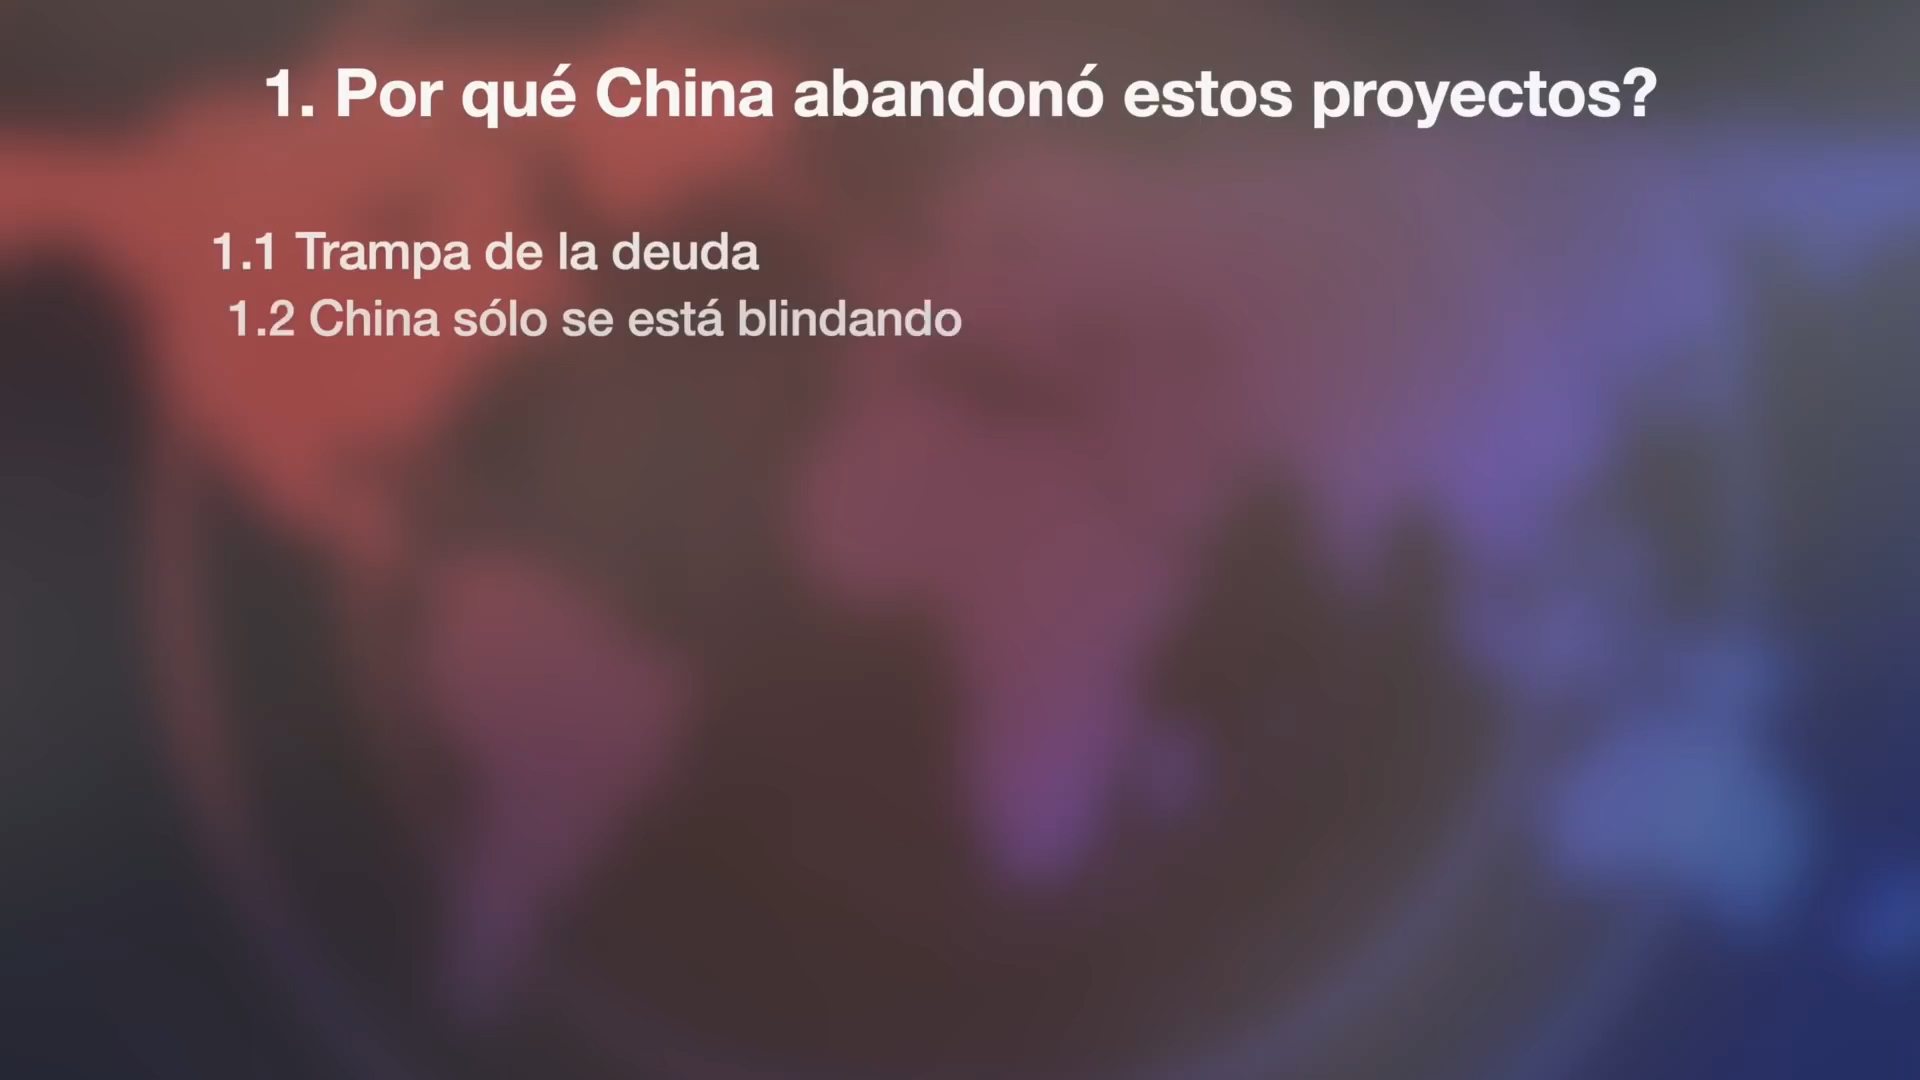 1. Por qué China abandonó estos proyectos?
1.1 Trampa de la deuda
1.2 China sólo se está blindando